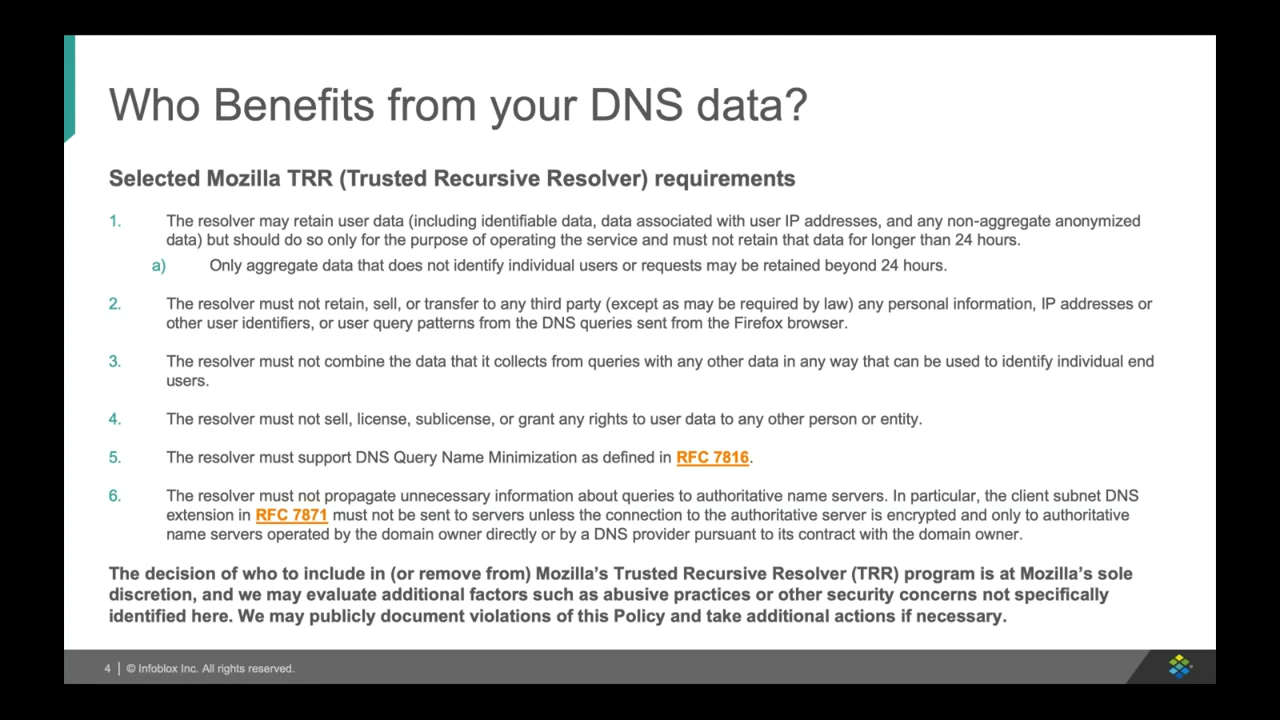 Who Benefits from your DNS data?
Selected Mozilla TRR (Trusted Recursive Resolver) requirements
1. The resolver may retain user data (including identifiable data, data associated with user IP addresses, and any non-aggregate anonymized
data) but should do so only for the purpose of operating the service and must not retain that data for longer than 24 hours.
a) Only aggregate data that does not identify individual users or requests may be retained beyond 24 hours.
2. The resolver must not retain, sell, or transfer to any third party (except as may be required by law) any personal information, IP addresses or
other user identifiers, or user query patterns from the DNS queries sent from the Firefox browser.
3. The resolver must not combine the data that it collects from queries with any other data in any way that can be used to identify individual end
users.
4. The resolver must not sell, license, sublicense, or grant any rights to user data to any other person or entity.
5. The resolver must support DNS Query Name Minimization as defined in RFC 7816.
6. The resolver must not propagate unnecessary information about queries to authoritative name servers. In particular, the client subnet DNS
extension in RFC 7871 must not be sent to servers unless the connection to the authoritative server is encrypted and only to authoritative
name servers operated by the domain owner directly or by a DNS provider pursuant to its contract with the domain owner.
The decision of who to include in (or remove from) Mozilla's Trusted Recursive Resolver (TRR) program is at Mozilla's sole
discretion, and we may evaluate additional factors such as abusive practices or other security concerns not specifically
identified here. We may publicly document violations of this Policy and take additional actions if necessary.
4 | © Infoblox Inc. All rights reserved.